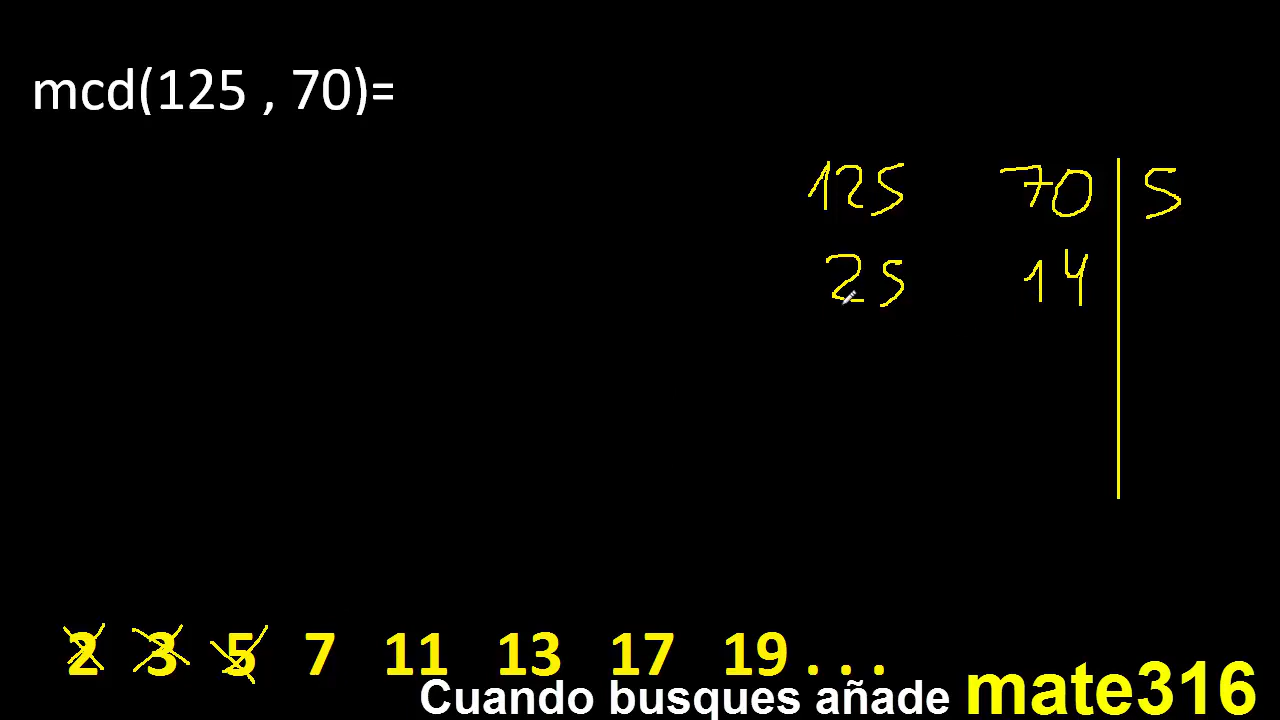 mcd(125 , 70)=
125 70 5
25 14
2 3 5 7 11 13 17 19 . . .
Cuando busques añade mate316